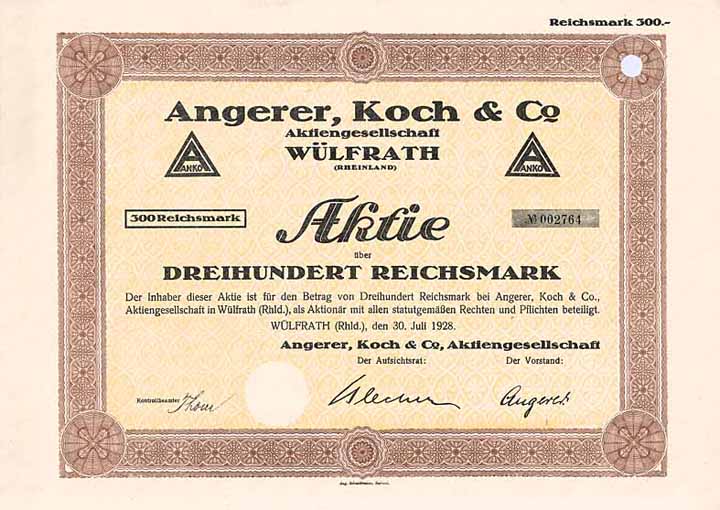 Reichsmark 300.-
Angerer, Koch & Co
Aktiengesellschaft
WÜLFRATH
(RHEINLAND)
ANKO
ANKO
300 Reichsmark
Aktie
№ 002764
über
DREIHUNDERT REICHSMARK
Der Inhaber dieser Aktie ist für den Betrag von Dreihundert Reichsmark bei Angerer, Koch & Co.,
Aktiengesellschaft in Wülfrath (Rhld.), als Aktionär mit allen statutgemäßen Rechten und Pflichten beteiligt.
WÜLFRATH (Rhld.), den 30. Juli 1928.
Angerer, Koch & Co, Aktiengesellschaft
Der Aufsichtsrat: Der Vorstand:
Kontrollbeamter Angerer